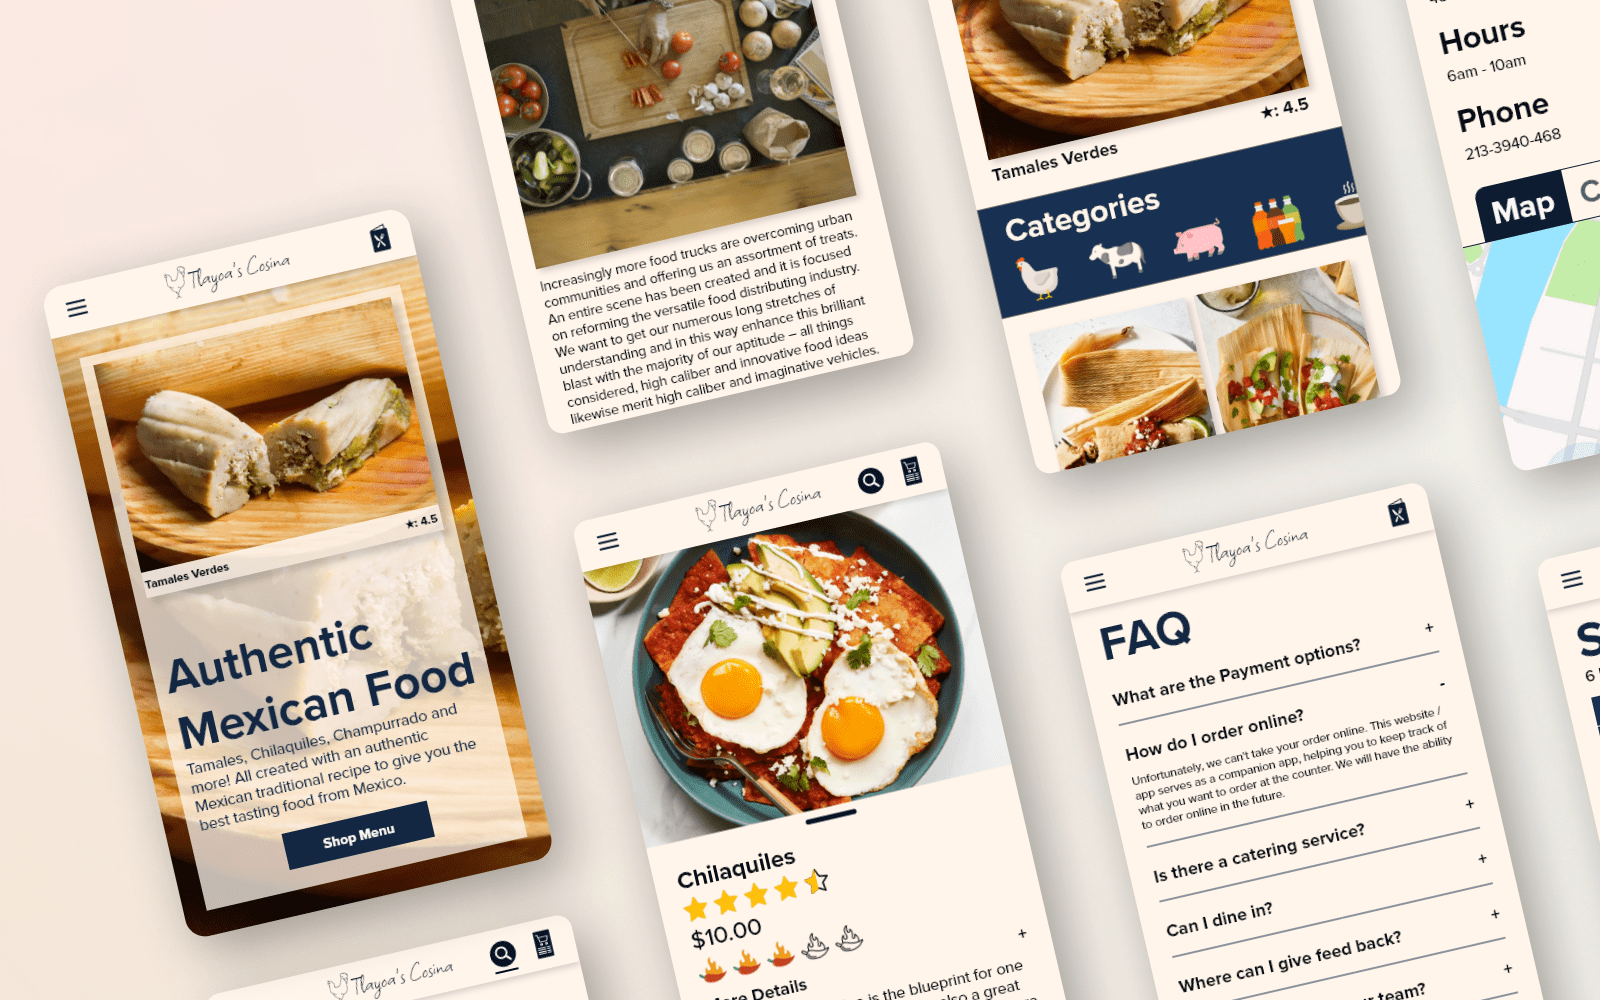 Tlayoa's Cosina
★: 4.5
Tamales Verdes
Authentic
Mexican Food
Tamales, Chilaquiles, Champurrado and
more! All created with an authentic
Mexican traditional recipe to give you the
best tasting food from Mexico.
Shop Menu
Tlayoa's Cosina
Increasingly more food trucks are overcoming urban
communities and offering us an assortment of treats.
An entire scene has been created and it is focused
on reforming the versatile food distributing industry.
We want to get our numerous long stretches of
understanding and in this way enhance this brilliant
blast with the majority of our aptitude – all things
considered, high caliber and innovative food ideas
likewise merit high caliber and imaginative vehicles.
Tlayoa's Cosina
Chilaquiles
$10.00
+
More Details
is the blueprint for one
also a great
★: 4.5
Tamales Verdes
Categories
Tlayoa's Cosina
FAQ
What are the Payment options?
+
How do I order online?
-
Unfortunately, we can't take your order online. This website /
app serves as a companion app, helping you to keep track of
what you want to order at the counter. We will have the ability
to order online in the future.
Is there a catering service?
+
Can I dine in?
+
Where can I give feed back?
+
team?
+
Hours
6am - 10am
Phone
213-3940-468
Map
C
S
6